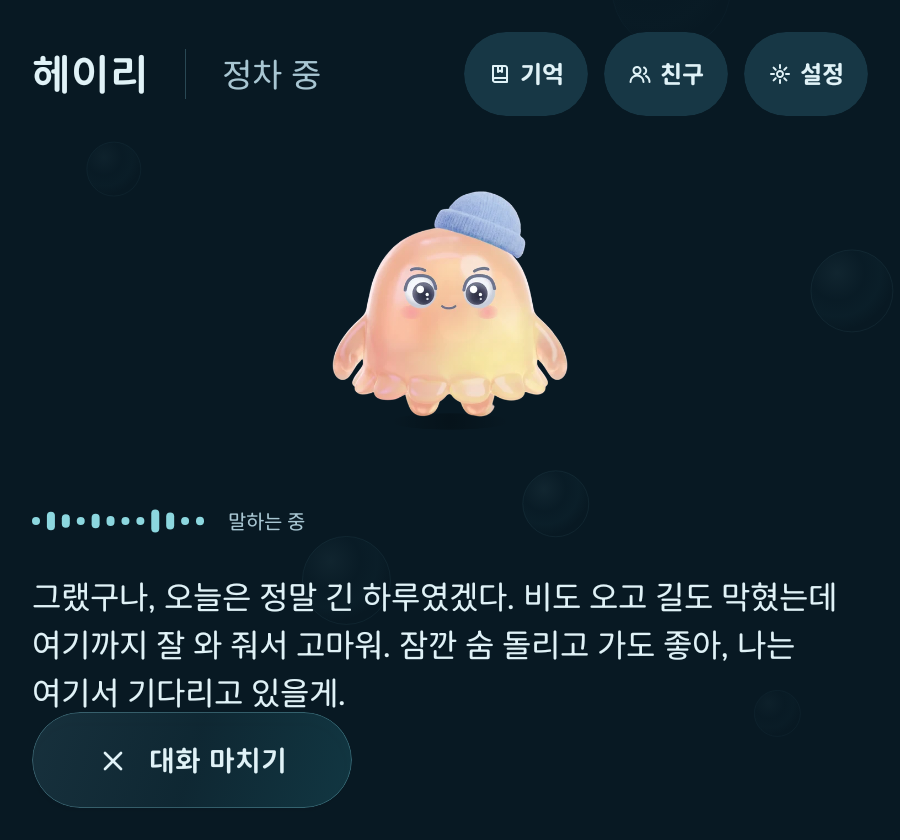 헤이리
정차 중
기억
친구
설정
말하는 중
그랬구나, 오늘은 정말 긴 하루였겠다. 비도 오고 길도 막혔는데
여기까지 잘 와 줘서 고마워. 잠깐 숨 돌리고 가도 좋아, 나는
여기서 기다리고 있을게.
대화 마치기